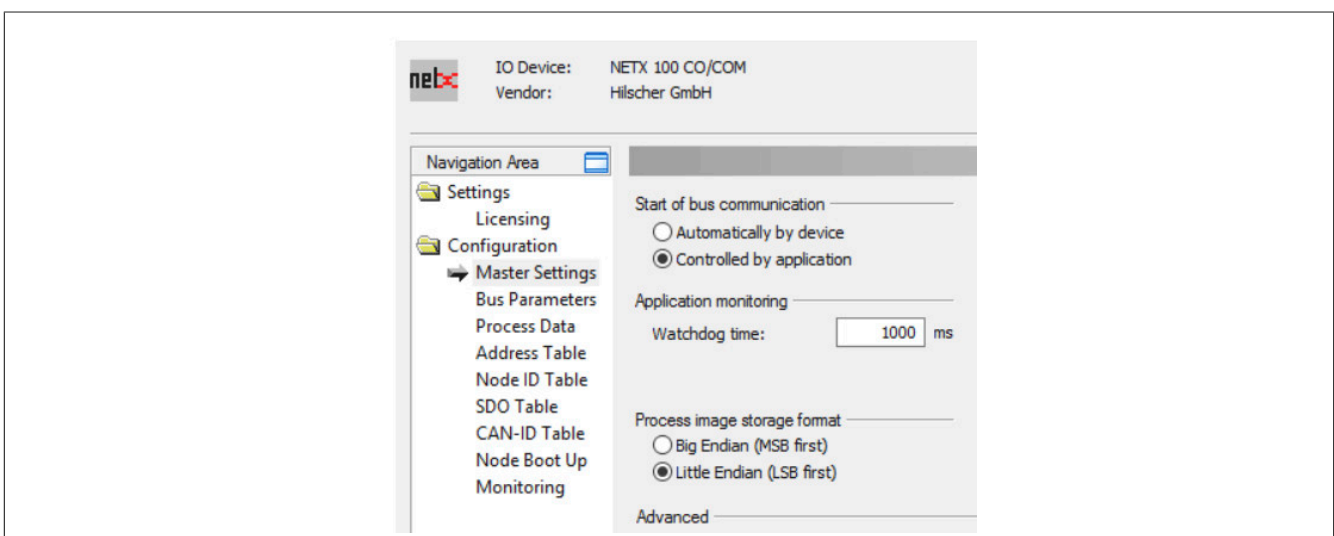 netx
IO Device: NETX 100 CO/COM
Vendor: Hilscher GmbH
Navigation Area
Settings
Licensing
Configuration
Master Settings
Bus Parameters
Process Data
Address Table
Node ID Table
SDO Table
CAN-ID Table
Node Boot Up
Monitoring
Start of bus communication
Automatically by device
Controlled by application
Application monitoring
Watchdog time: 1000 ms
Process image storage format
Big Endian (MSB first)
Little Endian (LSB first)
Advanced